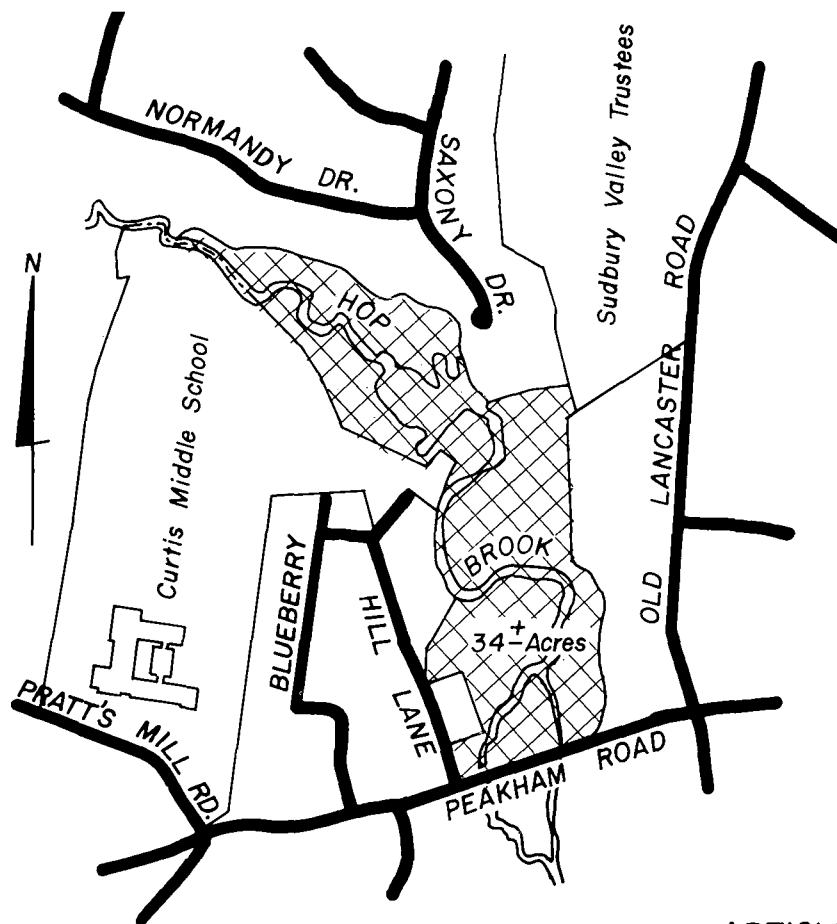 NORMANDY DR.
SAXONY DR.
Sudbury Valley Trustees
N
HOP
BROOK
Curtis Middle School
OLD LANCASTER ROAD
BLUEBERRY
HILL LANE
34±Acres
PRATT'S MILL RD.
PEAKHAM ROAD